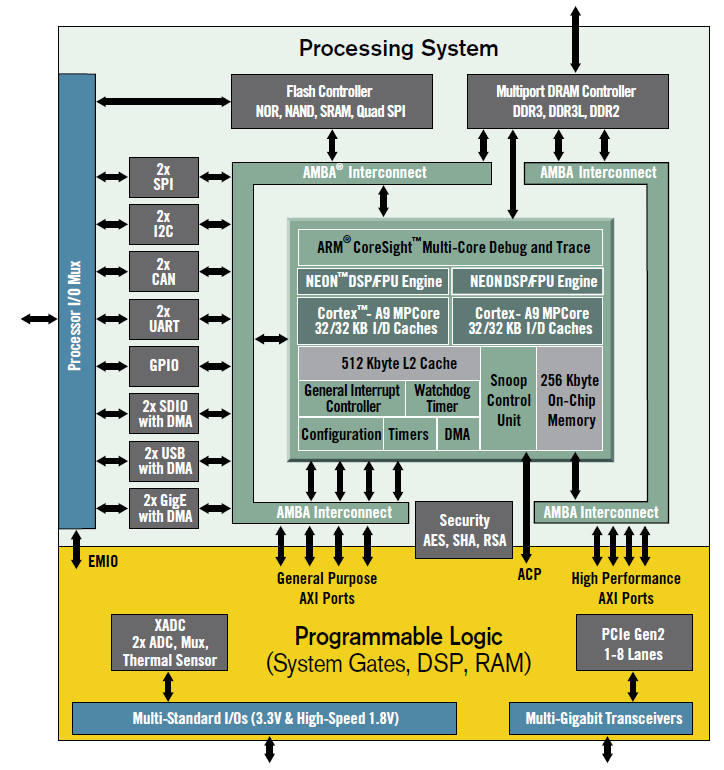 Processing System
Flash Controller
NOR, NAND, SRAM, Quad SPI
Multiport DRAM Controller
DDR3, DDR3L, DDR2
AMBA® Interconnect
AMBA Interconnect
Processor I/O Mux
2x
SPI
2x
I2C
2x
CAN
2x
UART
GPIO
2x SDIO
with DMA
2x USB
with DMA
2x GigE
with DMA
ARM® CoreSight™ Multi-Core Debug and Trace
NEON™ DSP/FPU Engine
NEON DSP/FPU Engine
Cortex™- A9 MPCore
32/32 KB I/D Caches
Cortex- A9 MPCore
32/32 KB I/D Caches
512 Kbyte L2 Cache
General Interrupt
Controller
Watchdog
Timer
Configuration
Timers
DMA
Snoop
Control
Unit
256 Kbyte
On-Chip
Memory
AMBA Interconnect
Security
AES, SHA, RSA
AMBA Interconnect
EMIO
General Purpose
AXI Ports
ACP
High Performance
AXI Ports
XADC
2x ADC, Mux,
Thermal Sensor
Programmable Logic
(System Gates, DSP, RAM)
PCIe Gen2
1-8 Lanes
Multi-Standard I/Os (3.3V & High-Speed 1.8V)
Multi-Gigabit Transceivers